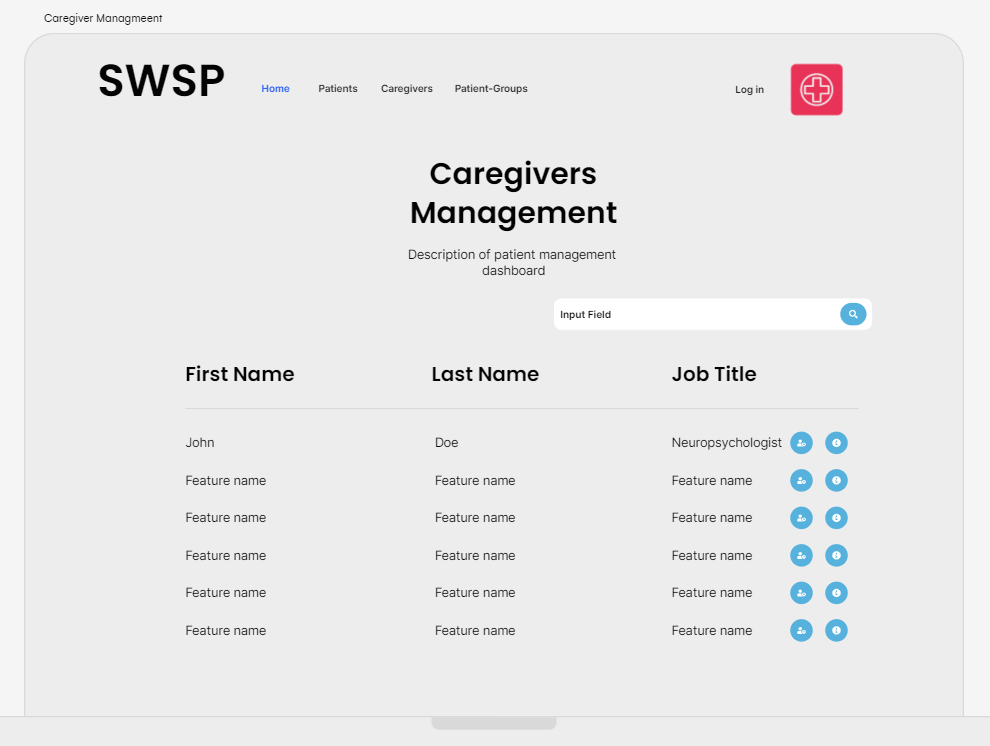 Caregiver Managmeent
SWSP
Home Patients Caregivers Patient-Groups Log in
Caregivers
Management
Description of patient management
dashboard
Input Field
First Name Last Name Job Title
John Doe Neuropsychologist
Feature name Feature name Feature name
Feature name Feature name Feature name
Feature name Feature name Feature name
Feature name Feature name Feature name
Feature name Feature name Feature name